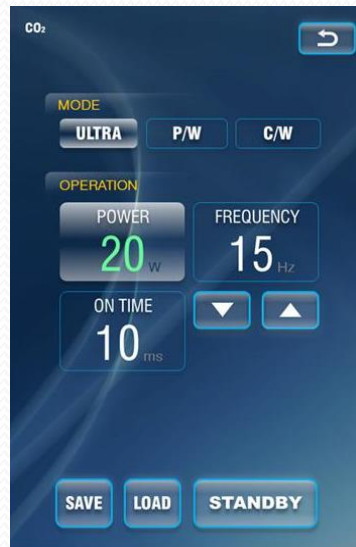 CO₂
MODE
ULTRA P/W C/W
OPERATION
POWER FREQUENCY
20 W 15 Hz
ON TIME
10 ms
SAVE LOAD STANDBY